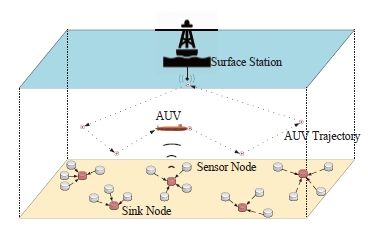 Surface Station
AUV
AUV Trajectory
Sensor Node
Sink Node